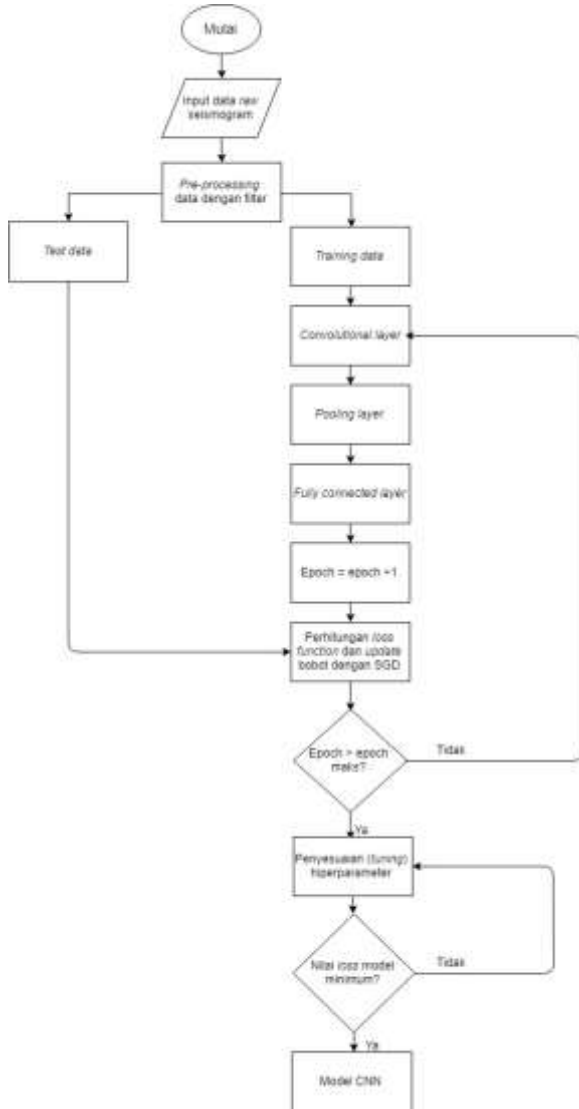 Mulai
Input data raw
seismogram
Pre-processing
data dengan filter
Test data
Training data
Convolutional layer
Pooling layer
Fully connected layer
Epoch = epoch +1
Perhitungan loss
function dan update
bobot dengan SGD
Epoch > epoch
maks?
Tidak
Ya
Penyesuaian (tuning)
hiperparameter
Nilai loss model
minimum?
Tidak
Ya
Model CNN